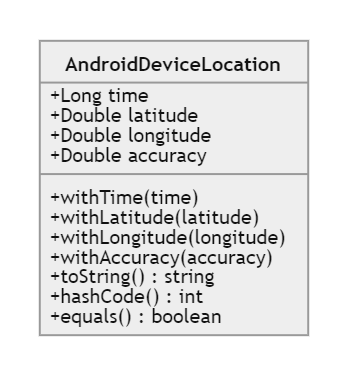 AndroidDeviceLocation
+Long time
+Double latitude
+Double longitude
+Double accuracy
+withTime(time)
+withLatitude(latitude)
+withLongitude(longitude)
+withAccuracy(accuracy)
+toString() : string
+hashCode() : int
+equals() : boolean